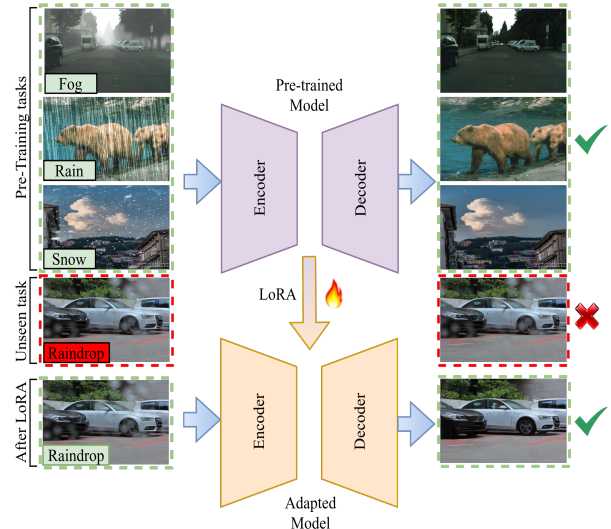 Pre-Training tasks
Fog
Rain
Snow
Pre-trained
Model
Encoder
Decoder
LoRA
Unseen task
Raindrop
After LoRA
Raindrop
Encoder
Decoder
Adapted
Model